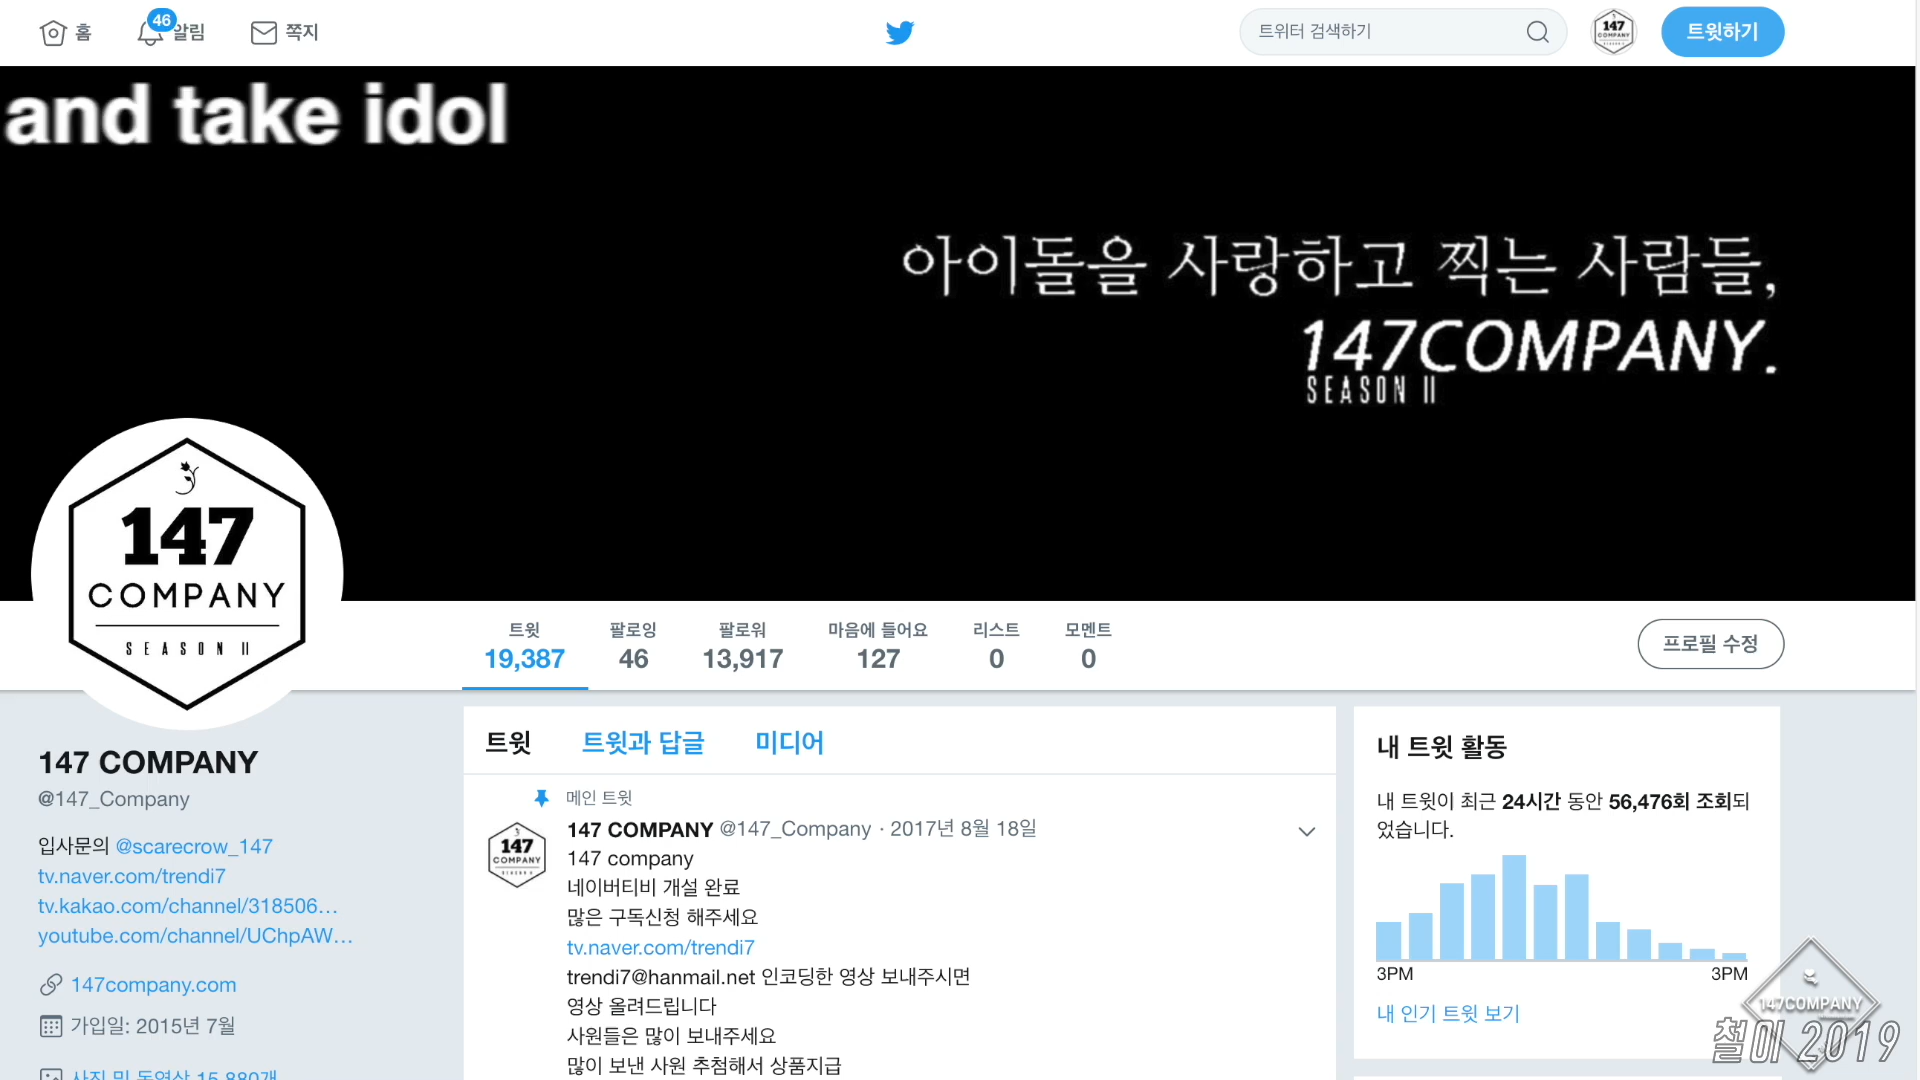 홈
46
알림
쪽지
트위터 검색하기
147
COMPANY
트윗하기
and take idol
아이돌을 사랑하고 찍는 사람들,
147COMPANY.
SEASON II
147
COMPANY
SEASON II
트윗 19,387
팔로잉 46
팔로워 13,917
마음에 들어요 127
리스트 0
모멘트 0
프로필 수정
147 COMPANY
@147_Company
입사문의 @scarecrow_147
tv.naver.com/trendi7
tv.kakao.com/channel/318506…
youtube.com/channel/UChpAW…
147company.com
가입일: 2015년 7월
사진 및 동영상 15,880개
트윗
트윗과 답글
미디어
메인 트윗
147
COMPANY
147 COMPANY @147_Company · 2017년 8월 18일
147 company
네이버티비 개설 완료
많은 구독신청 해주세요
tv.naver.com/trendi7
trendi7@hanmail.net 인코딩한 영상 보내주시면
영상 올려드립니다
사원들은 많이 보내주세요
많이 보낸 사원 추첨해서 상품지급
내 트윗 활동
내 트윗이 최근 24시간 동안 56,476회 조회되
었습니다.
3PM
3PM
내 인기 트윗 보기
147COMPANY
철이 2019